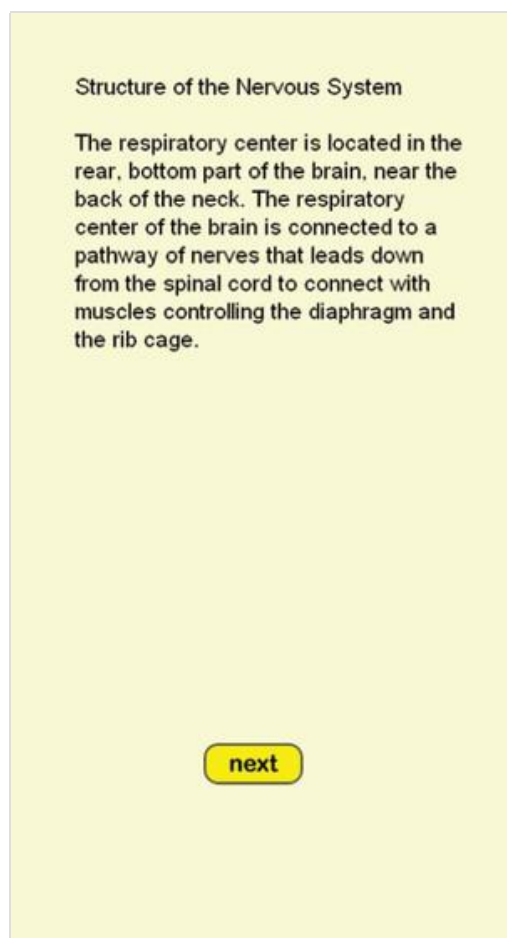 Structure of the Nervous System
The respiratory center is located in the
rear, bottom part of the brain, near the
back of the neck. The respiratory
center of the brain is connected to a
pathway of nerves that leads down
from the spinal cord to connect with
muscles controlling the diaphragm and
the rib cage.
next